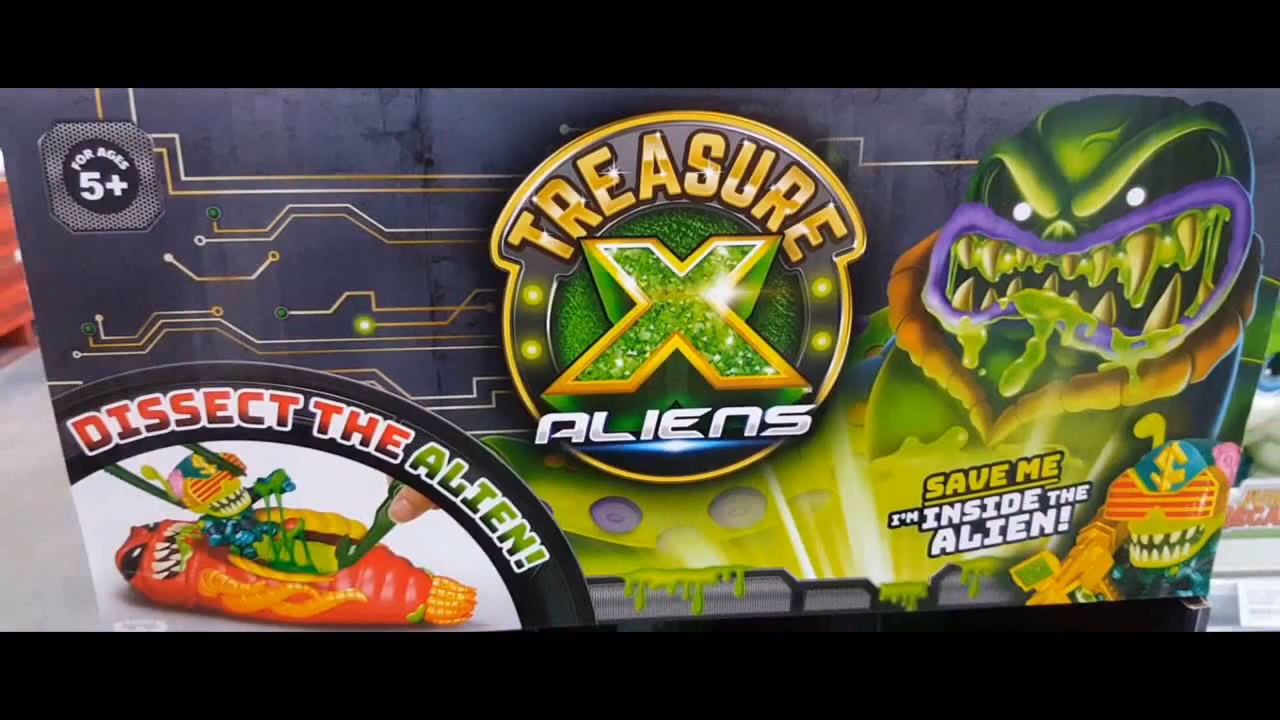 FOR AGES
5+
TREASURE
X
ALIENS
DISSECT THE ALIEN!
SAVE ME
I'M INSIDE THE
ALIEN!